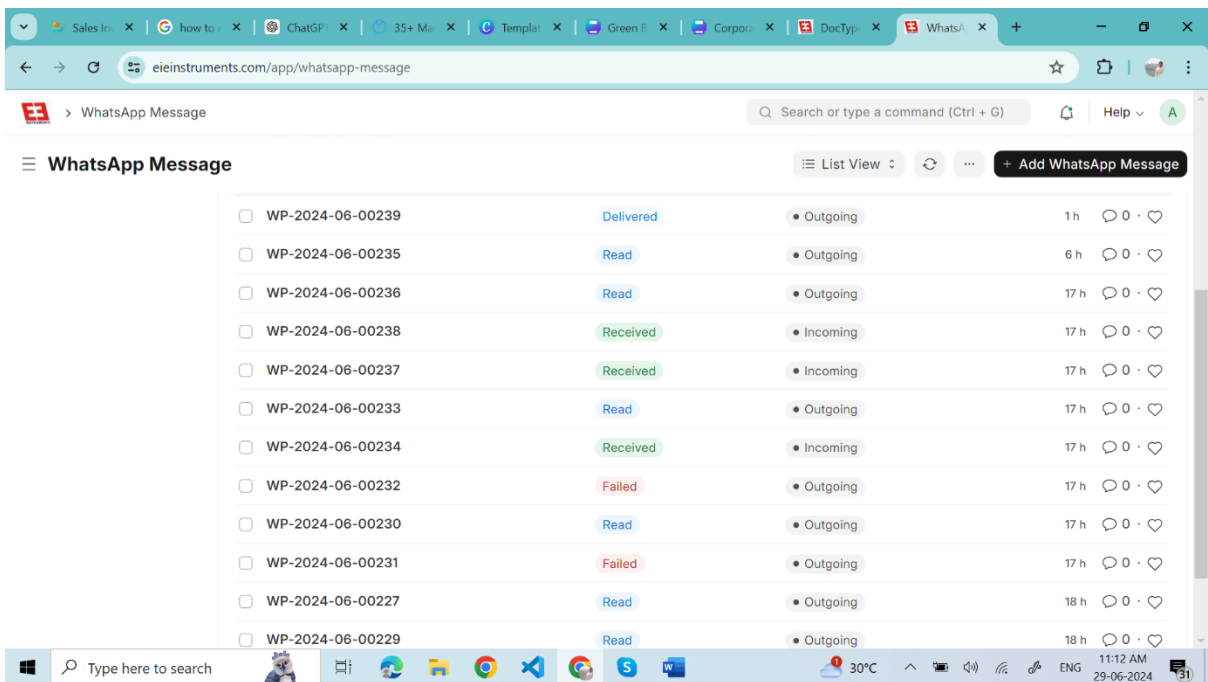 Sales In
how to
ChatGP
35+ Ma
Templat
Green E
Corpora
DocTyp
WhatsA
eieinstruments.com/app/whatsapp-message
WhatsApp Message
Search or type a command (Ctrl + G)
Help
A
WhatsApp Message
List View
+ Add WhatsApp Message
WP-2024-06-00239 Delivered Outgoing 1 h 0
WP-2024-06-00235 Read Outgoing 6 h 0
WP-2024-06-00236 Read Outgoing 17 h 0
WP-2024-06-00238 Received Incoming 17 h 0
WP-2024-06-00237 Received Incoming 17 h 0
WP-2024-06-00233 Read Outgoing 17 h 0
WP-2024-06-00234 Received Incoming 17 h 0
WP-2024-06-00232 Failed Outgoing 17 h 0
WP-2024-06-00230 Read Outgoing 17 h 0
WP-2024-06-00231 Failed Outgoing 17 h 0
WP-2024-06-00227 Read Outgoing 18 h 0
WP-2024-06-00229 Read Outgoing 18 h 0
Type here to search
30°C
ENG
11:12 AM
29-06-2024
31